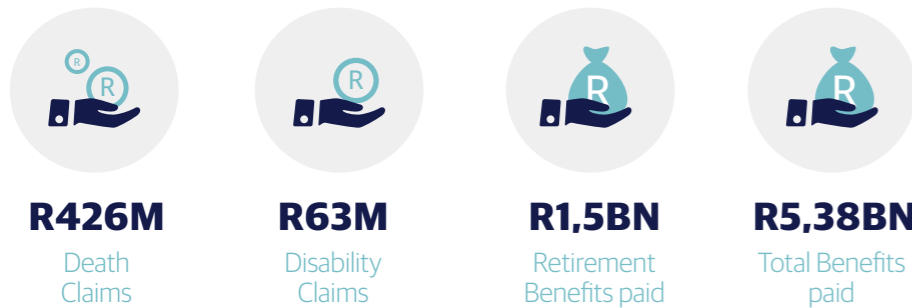 R
R
R
R
R
R426M
Death
Claims
R63M
Disability
Claims
R1,5BN
Retirement
Benefits paid
R5,38BN
Total Benefits
paid